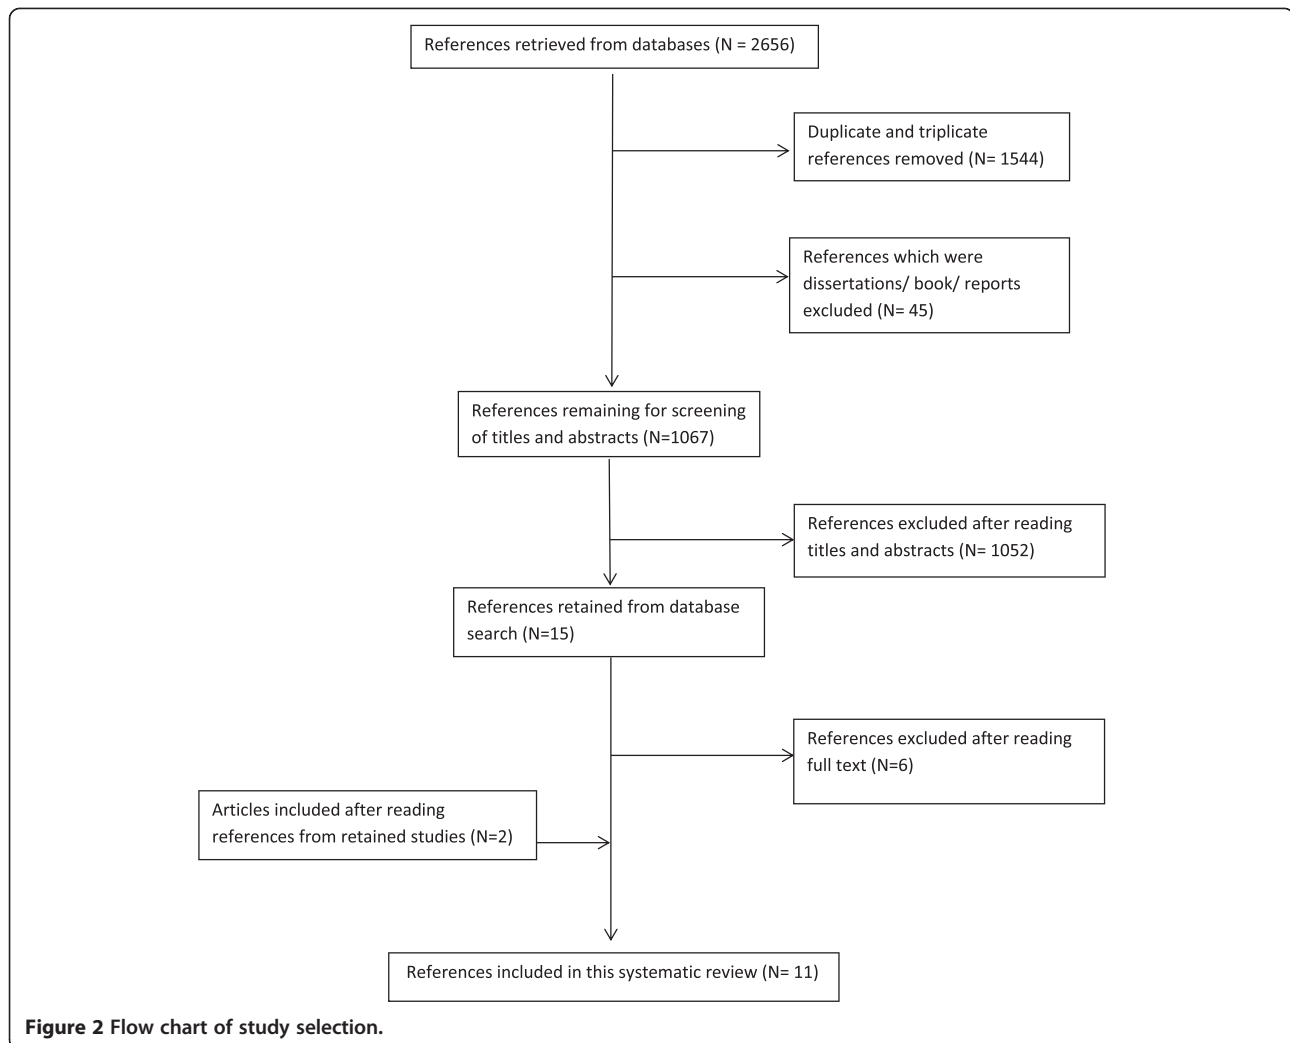 References retrieved from databases (N = 2656)
Duplicate and triplicate
references removed (N= 1544)
References which were
dissertations/ book/ reports
excluded (N= 45)
References remaining for screening
of titles and abstracts (N=1067)
References excluded after reading
titles and abstracts (N= 1052)
References retained from database
search (N=15)
References excluded after reading
full text (N=6)
Articles included after reading
references from retained studies (N=2)
References included in this systematic review (N= 11)
Figure 2 Flow chart of study selection.